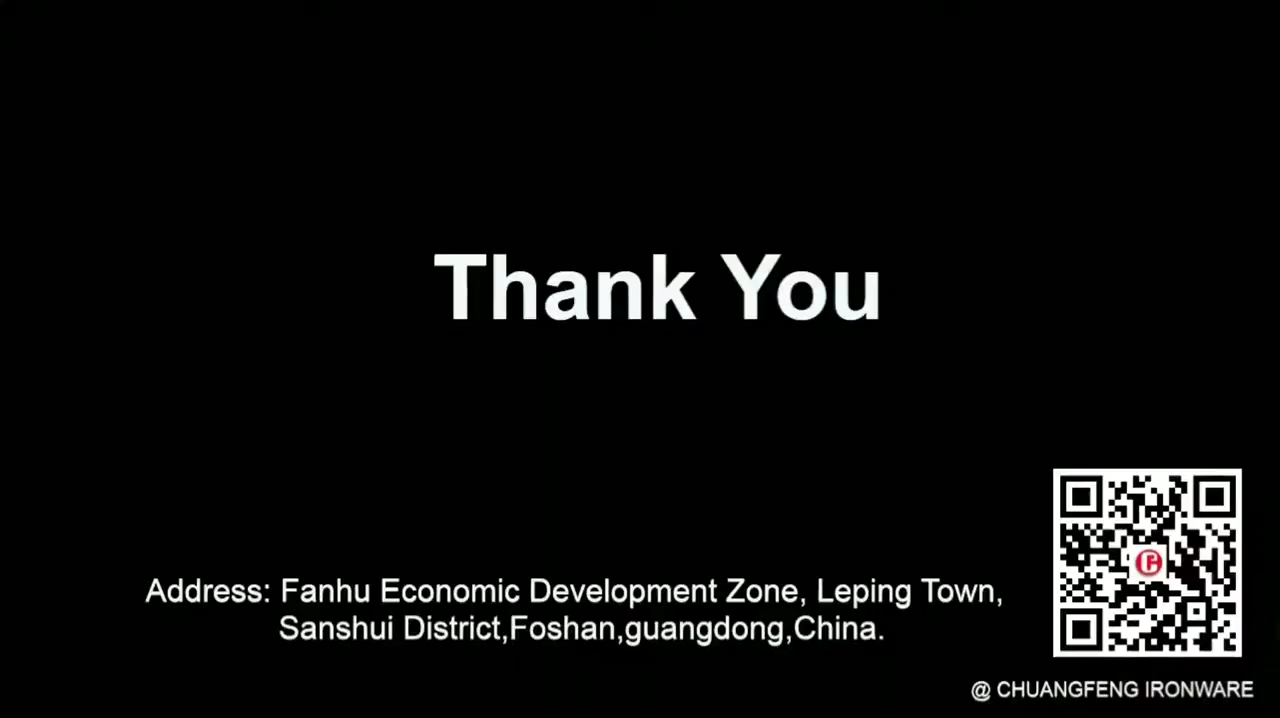 Thank You
Address: Fanhu Economic Development Zone, Leping Town,
Sanshui District,Foshan,guangdong,China.
@ CHUANGFENG IRONWARE